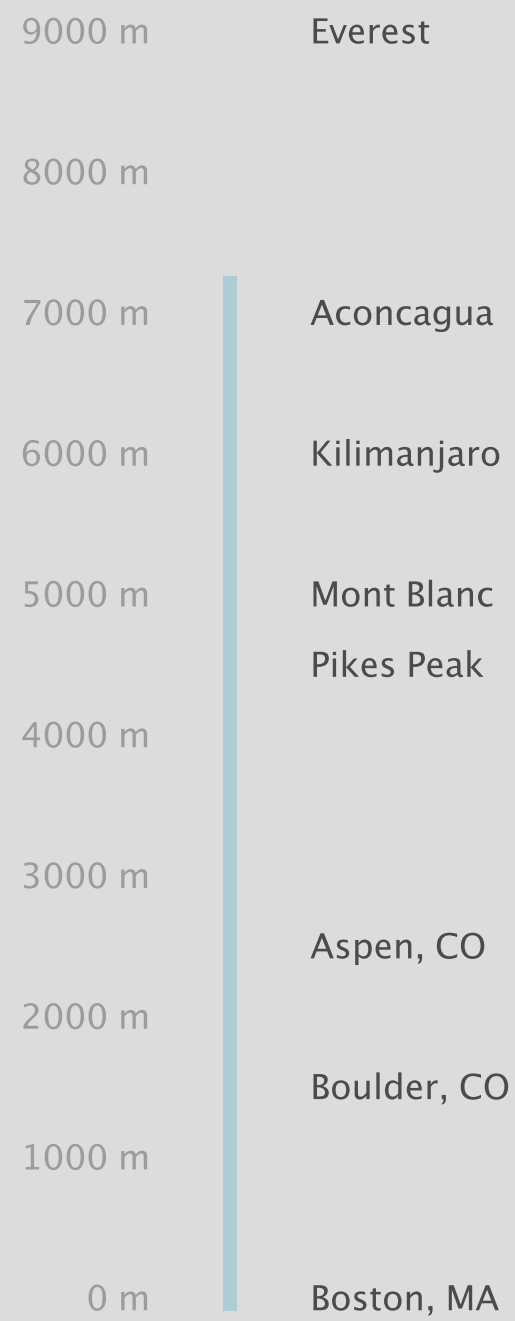 9000 m Everest
8000 m
7000 m Aconcagua
6000 m Kilimanjaro
5000 m Mont Blanc
Pikes Peak
4000 m
3000 m
Aspen, CO
2000 m
Boulder, CO
1000 m
0 m Boston, MA